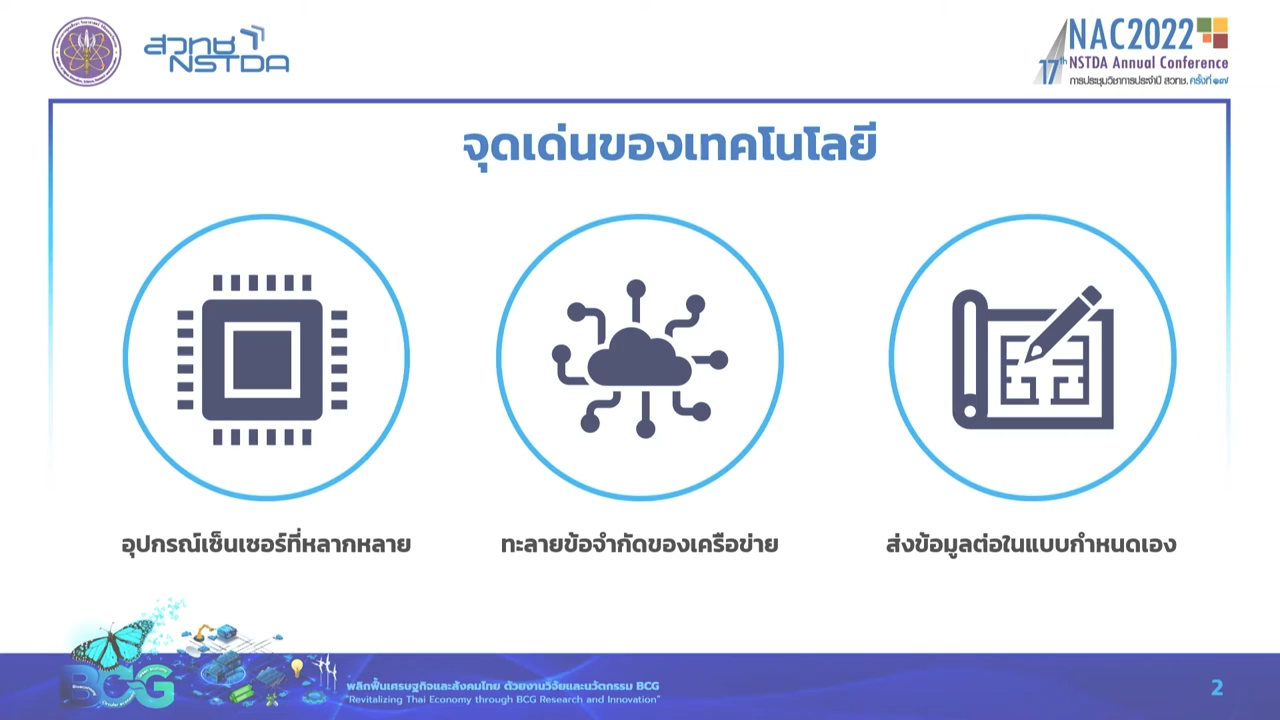 สวทช
NSTDA
NAC2022
17th NSTDA Annual Conference
การประชุมวิชาการประจำปี สวทช. ครั้งที่ ๑๗
จุดเด่นของเทคโนโลยี
อุปกรณ์เซ็นเซอร์ที่หลากหลาย
ทะลายข้อจำกัดของเครือข่าย
ส่งข้อมูลต่อในแบบกำหนดเอง
BCG
พลิกฟื้นเศรษฐกิจและสังคมไทย ด้วยงานวิจัยและนวัตกรรม BCG
"Revitalizing Thai Economy through BCG Research and Innovation"
2